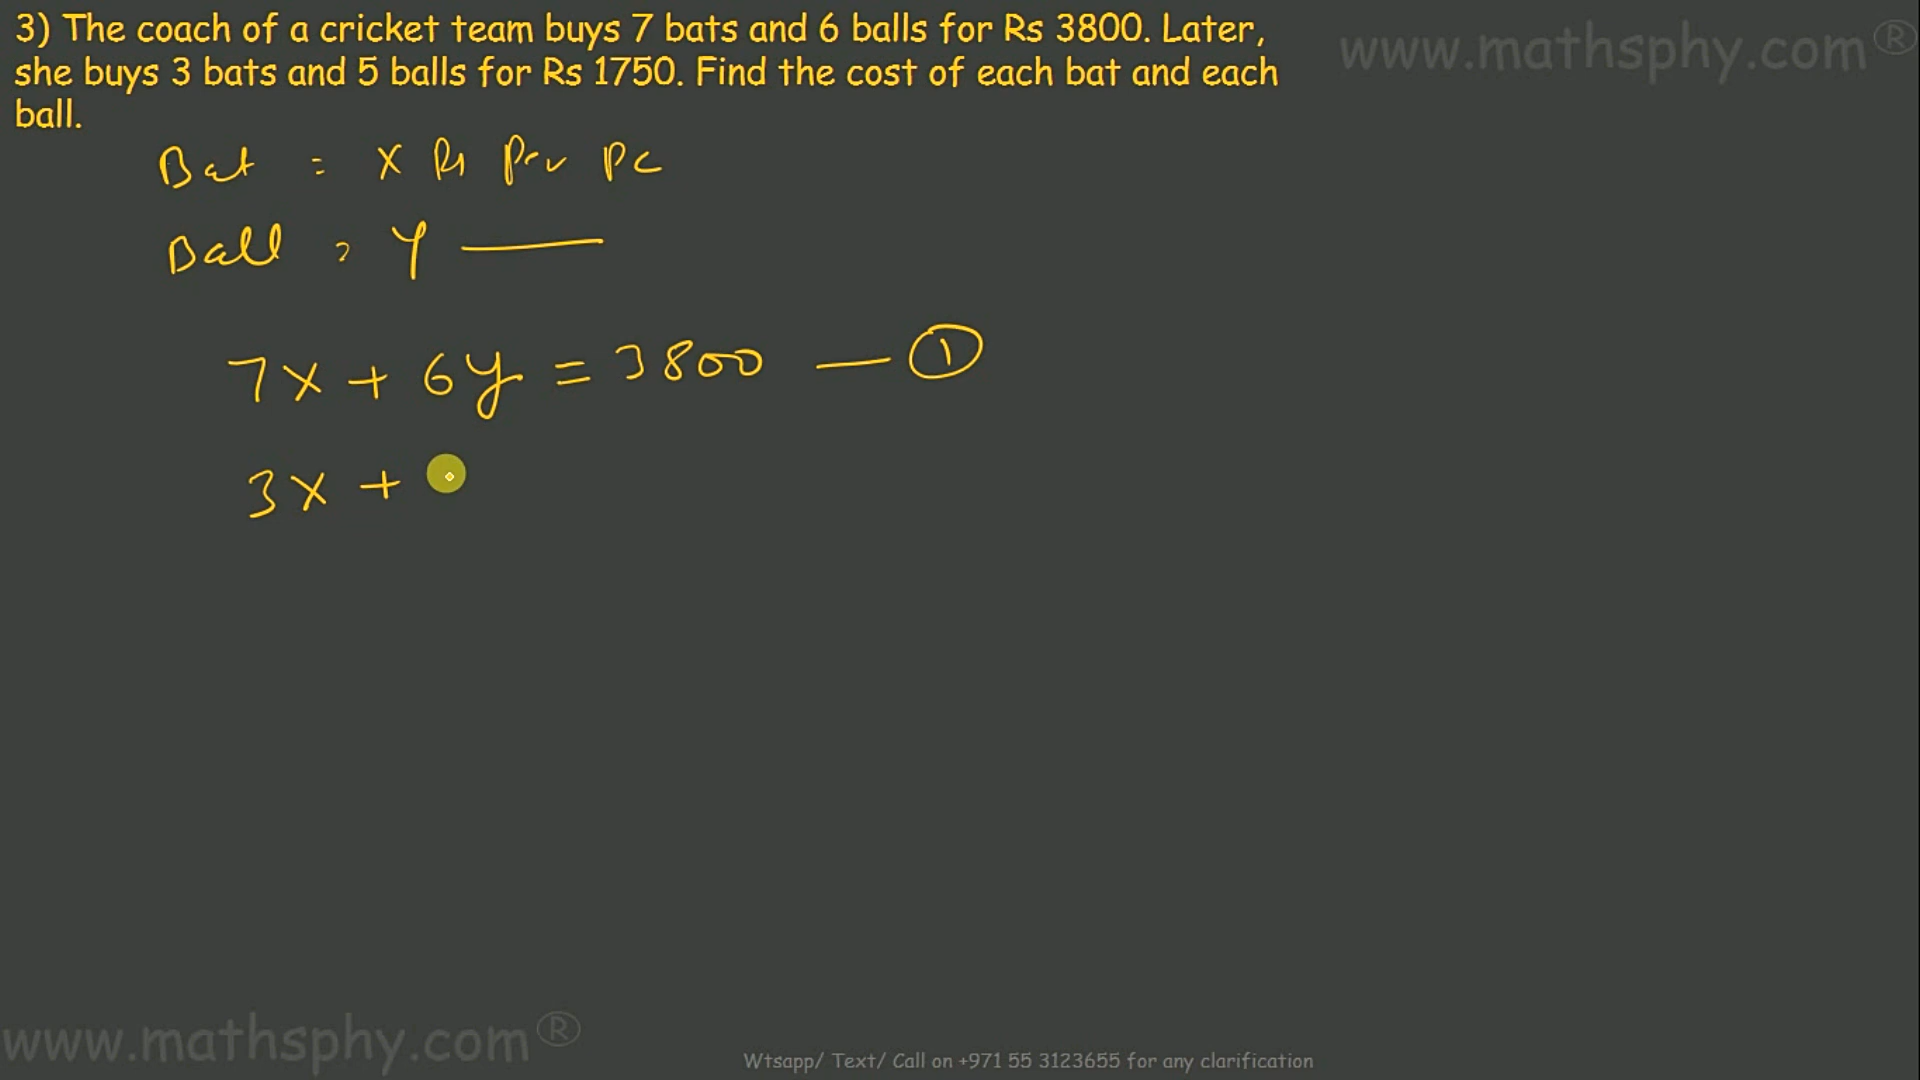 3) The coach of a cricket team buys 7 bats and 6 balls for Rs 3800. Later,
she buys 3 bats and 5 balls for Rs 1750. Find the cost of each bat and each
ball.
www.mathsphy.com®
Bat = x Rs Per Pc
Ball = y —
7x + 6y = 3800 — ①
3x +
www.mathsphy.com®
Wtsapp/ Text/ Call on +971 55 3123655 for any clarification